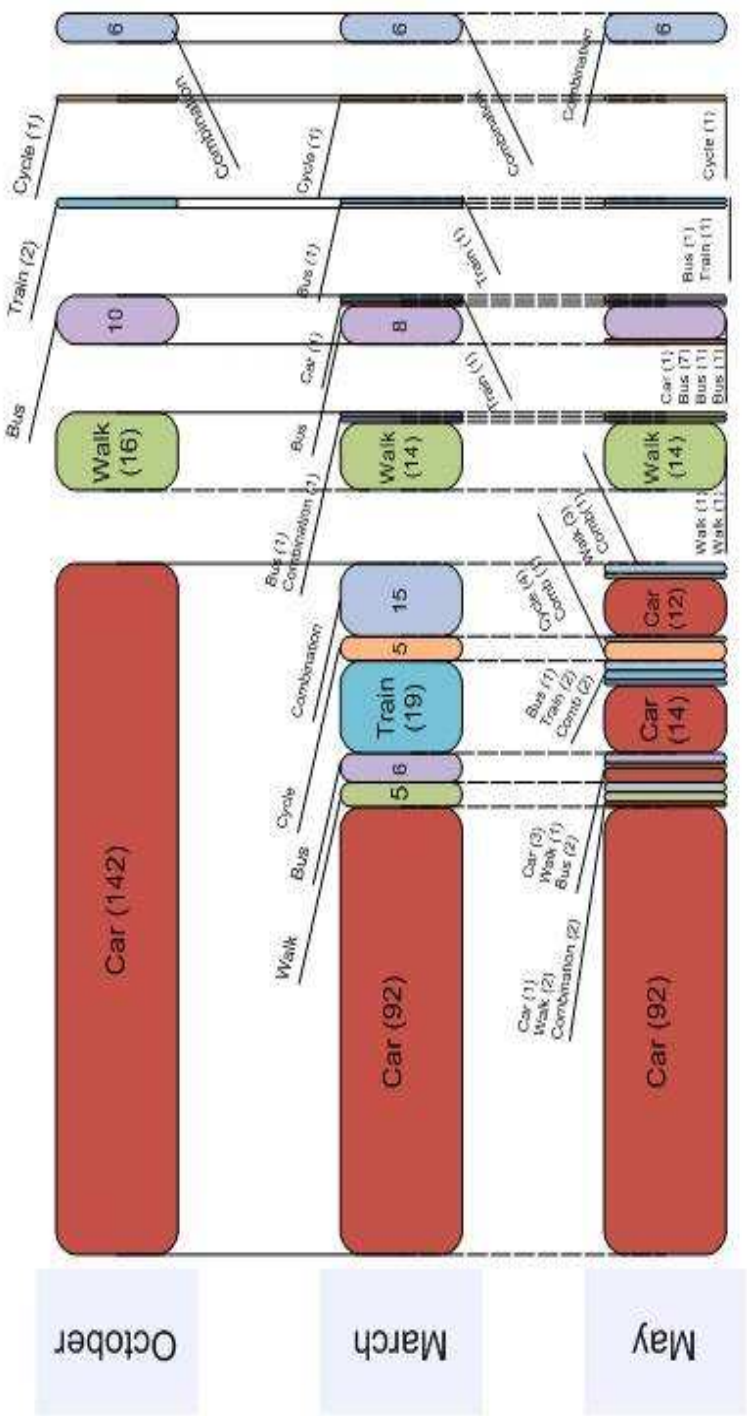 October
Car (142)
Walk
(16)
Bus
10
Train (2)
Cycle (1)
Combination
6
March
Car (92)
Walk
5
Bus
6
Train
(19)
Cycle
5
Combination
15
Walk
(14)
Bus (1)
Combination (1)
Bus
8
Car (1)
Train (1)
Bus (1)
Train (1)
Cycle (1)
Combination
6
May
Car (92)
Car (1)
Walk (2)
Combination (2)
Car (3)
Walk (1)
Bus (2)
Car
(14)
Bus (1)
Train (2)
Comb (2)
Cycle (4)
Comb (1)
Car
(12)
Walk (3)
Comb(1)
Walk
(14)
Walk (1)
Walk (1)
Car (1)
Bus (7)
Bus (1)
Bus (1)
Bus (1)
Train (1)
Cycle (1)
Combination
6